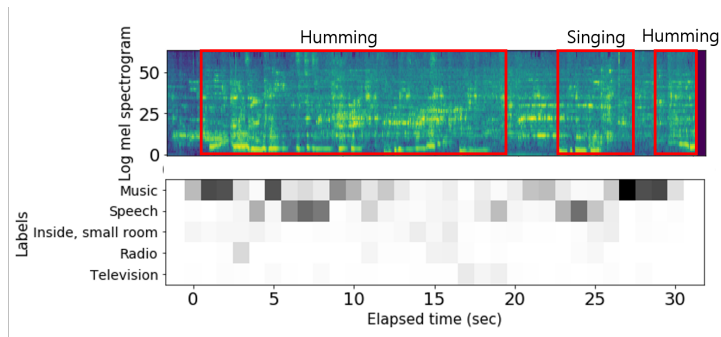 Humming
Singing
Humming
Log mel spectrogram
50
25
0
Labels
Music
Speech
Inside, small room
Radio
Television
0
5
10
15
20
25
30
Elapsed time (sec)